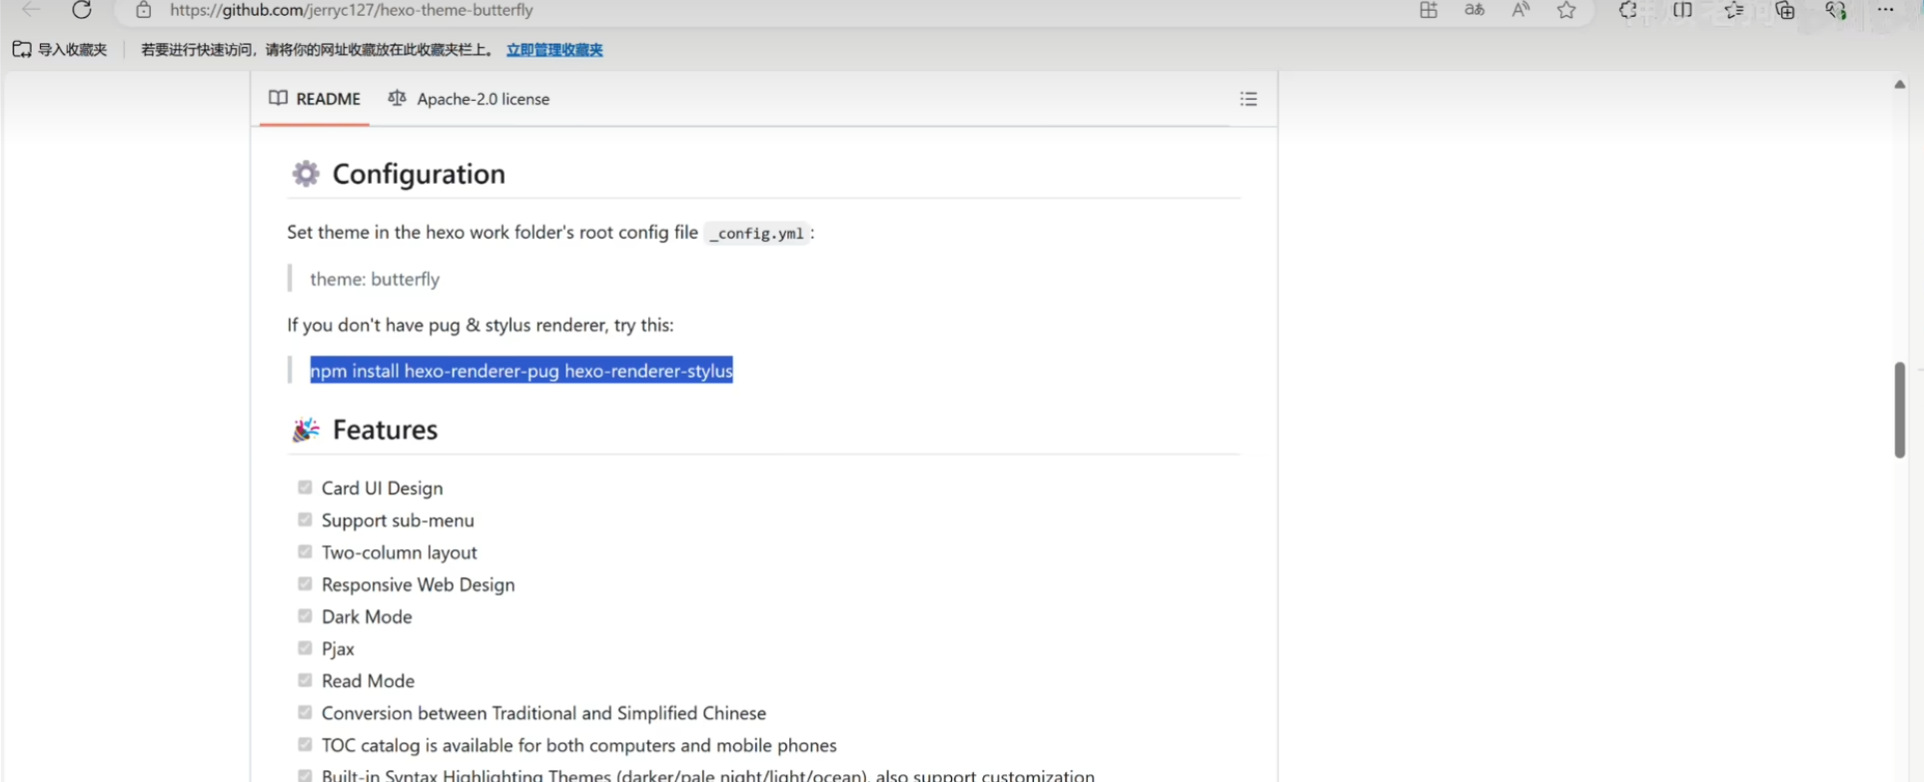 https://github.com/jerryc127/hexo-theme-butterfly
导入收藏夹 若要进行快速访问，请将你的网址收藏放在此收藏夹栏上。 立即管理收藏夹
README Apache-2.0 license
Configuration
Set theme in the hexo work folder's root config file _config.yml :
theme: butterfly
If you don't have pug & stylus renderer, try this:
npm install hexo-renderer-pug hexo-renderer-stylus
Features
Card UI Design
Support sub-menu
Two-column layout
Responsive Web Design
Dark Mode
Pjax
Read Mode
Conversion between Traditional and Simplified Chinese
TOC catalog is available for both computers and mobile phones
Built-in Syntax Highlighting Themes (darker/pale night/light/ocean), also support customization